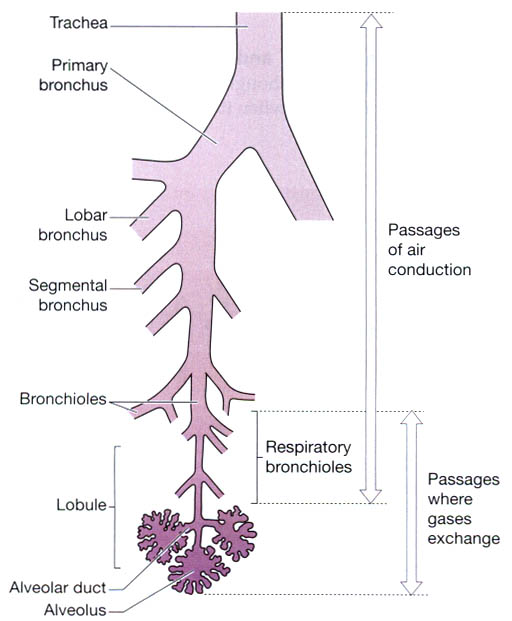 Trachea
Primary
bronchus
Lobar
bronchus
Segmental
bronchus
Passages
of air
conduction
Bronchioles
Respiratory
bronchioles
Lobule
Passages
where
gases
exchange
Alveolar duct
Alveolus